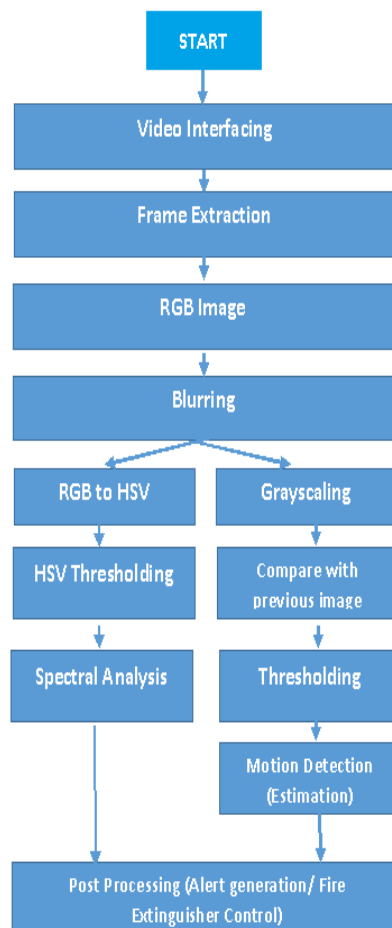 START
Video Interfacing
Frame Extraction
RGB Image
Blurring
RGB to HSV
Grayscaling
HSV Thresholding
Compare with
previous image
Spectral Analysis
Thresholding
Motion Detection
(Estimation)
Post Processing (Alert generation/ Fire
Extinguisher Control)